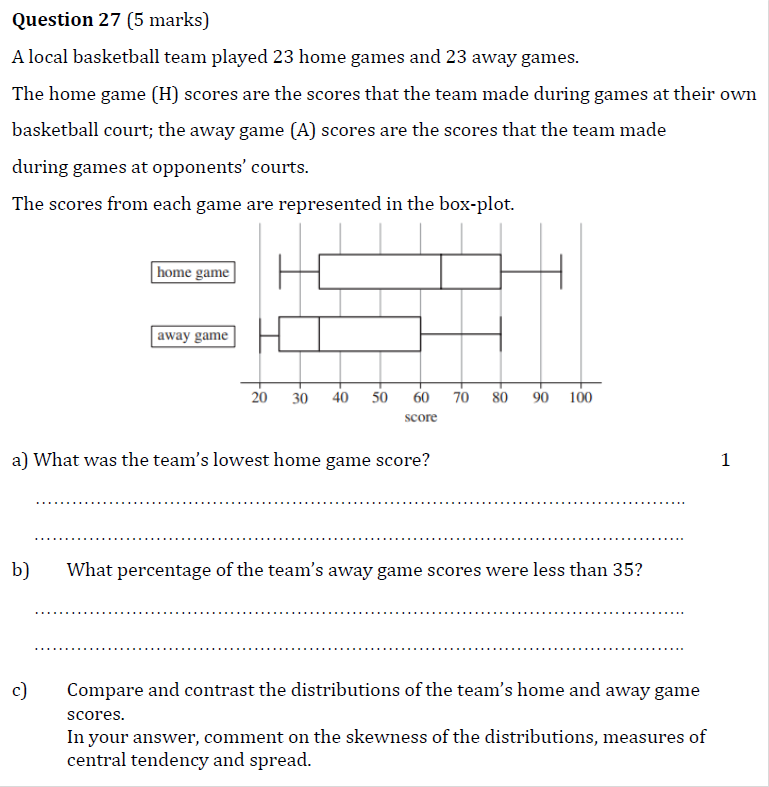 Question 27 (5 marks)
A local basketball team played 23 home games and 23 away games.
The home game (H) scores are the scores that the team made during games at their own
basketball court; the away game (A) scores are the scores that the team made
during games at opponents' courts.
The scores from each game are represented in the box-plot.
home game
away game
20 30 40 50 60 70 80 90 100
score
a) What was the team's lowest home game score? 1
b) What percentage of the team's away game scores were less than 35?
c) Compare and contrast the distributions of the team's home and away game
scores.
In your answer, comment on the skewness of the distributions, measures of
central tendency and spread.